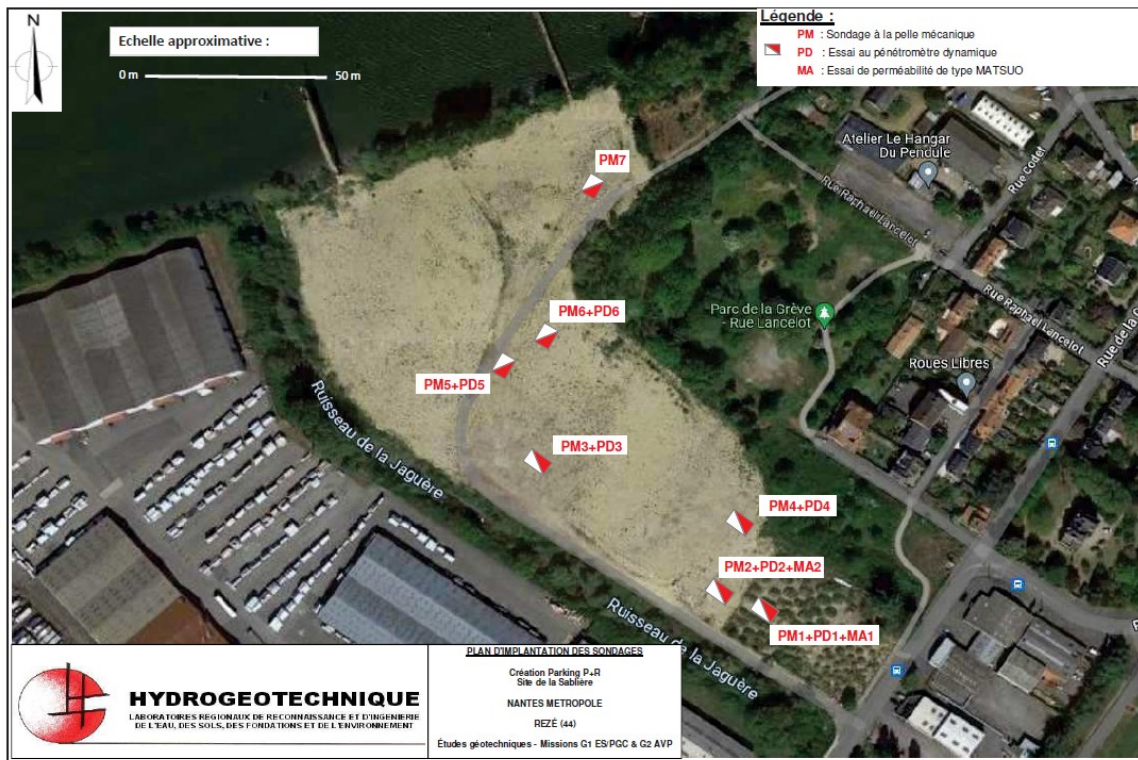 N
Echelle approximative :
0 m
50 m
Légende :
PM : Sondage à la pelle mécanique
PD : Essai au pénétromètre dynamique
MA : Essai de perméabilité de type MATSUO
Atelier Le Hangar
Du Pendule
Rue Codet
Rue Raphaël Lancelot
PM7
Parc de la Grève
- Rue Lancelot
Rue Raphaël Lancelot
Rue de la
Roues Libres
PM6+PD6
PM5+PD5
Ruisseau de la Jaguère
PM3+PD3
PM4+PD4
PM2+PD2+MA2
PM1+PD1+MA1
Ruisseau de la Jaguère
HYDROGEOTECHNIQUE
LABORATOIRES REGIONAUX DE RECONNAISSANCE ET D'INGENIERIE
DE L'EAU, DES SOLS, DES FONDATIONS ET DE L'ENVIRONNEMENT
PLAN D'IMPLANTATION DES SONDAGES
Création Parking P+R
Site de la Sablière
NANTES METROPOLE
REZÉ (44)
Études géotechniques - Missions G1 ES/PGC & G2 AVP